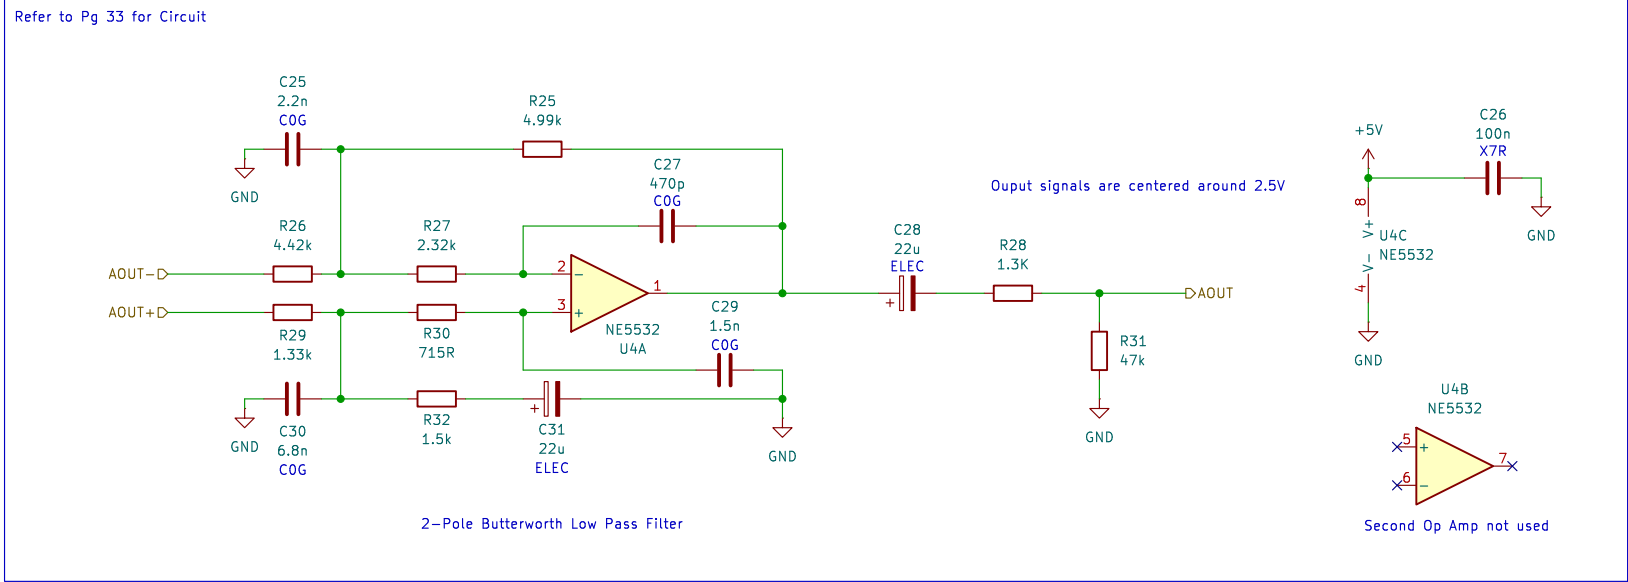 Refer to Pg 33 for Circuit
C25
2.2n
C0G
GND
R25
4.99k
C27
470p
C0G
R26
4.42k
R27
2.32k
AOUT-
AOUT+
2
-
3
+
1
NE5532
U4A
R29
1.33k
R30
715R
C29
1.5n
C0G
GND
C30
6.8n
C0G
R32
1.5k
+
C31
22u
ELEC
GND
2-Pole Butterworth Low Pass Filter
Ouput signals are centered around 2.5V
C28
22u
ELEC
+
R28
1.3K
AOUT
R31
47k
GND
+5V
C26
100n
X7R
GND
8
V+
U4C
NE5532
V-
4
GND
U4B
NE5532
5
+
6
-
7
Second Op Amp not used